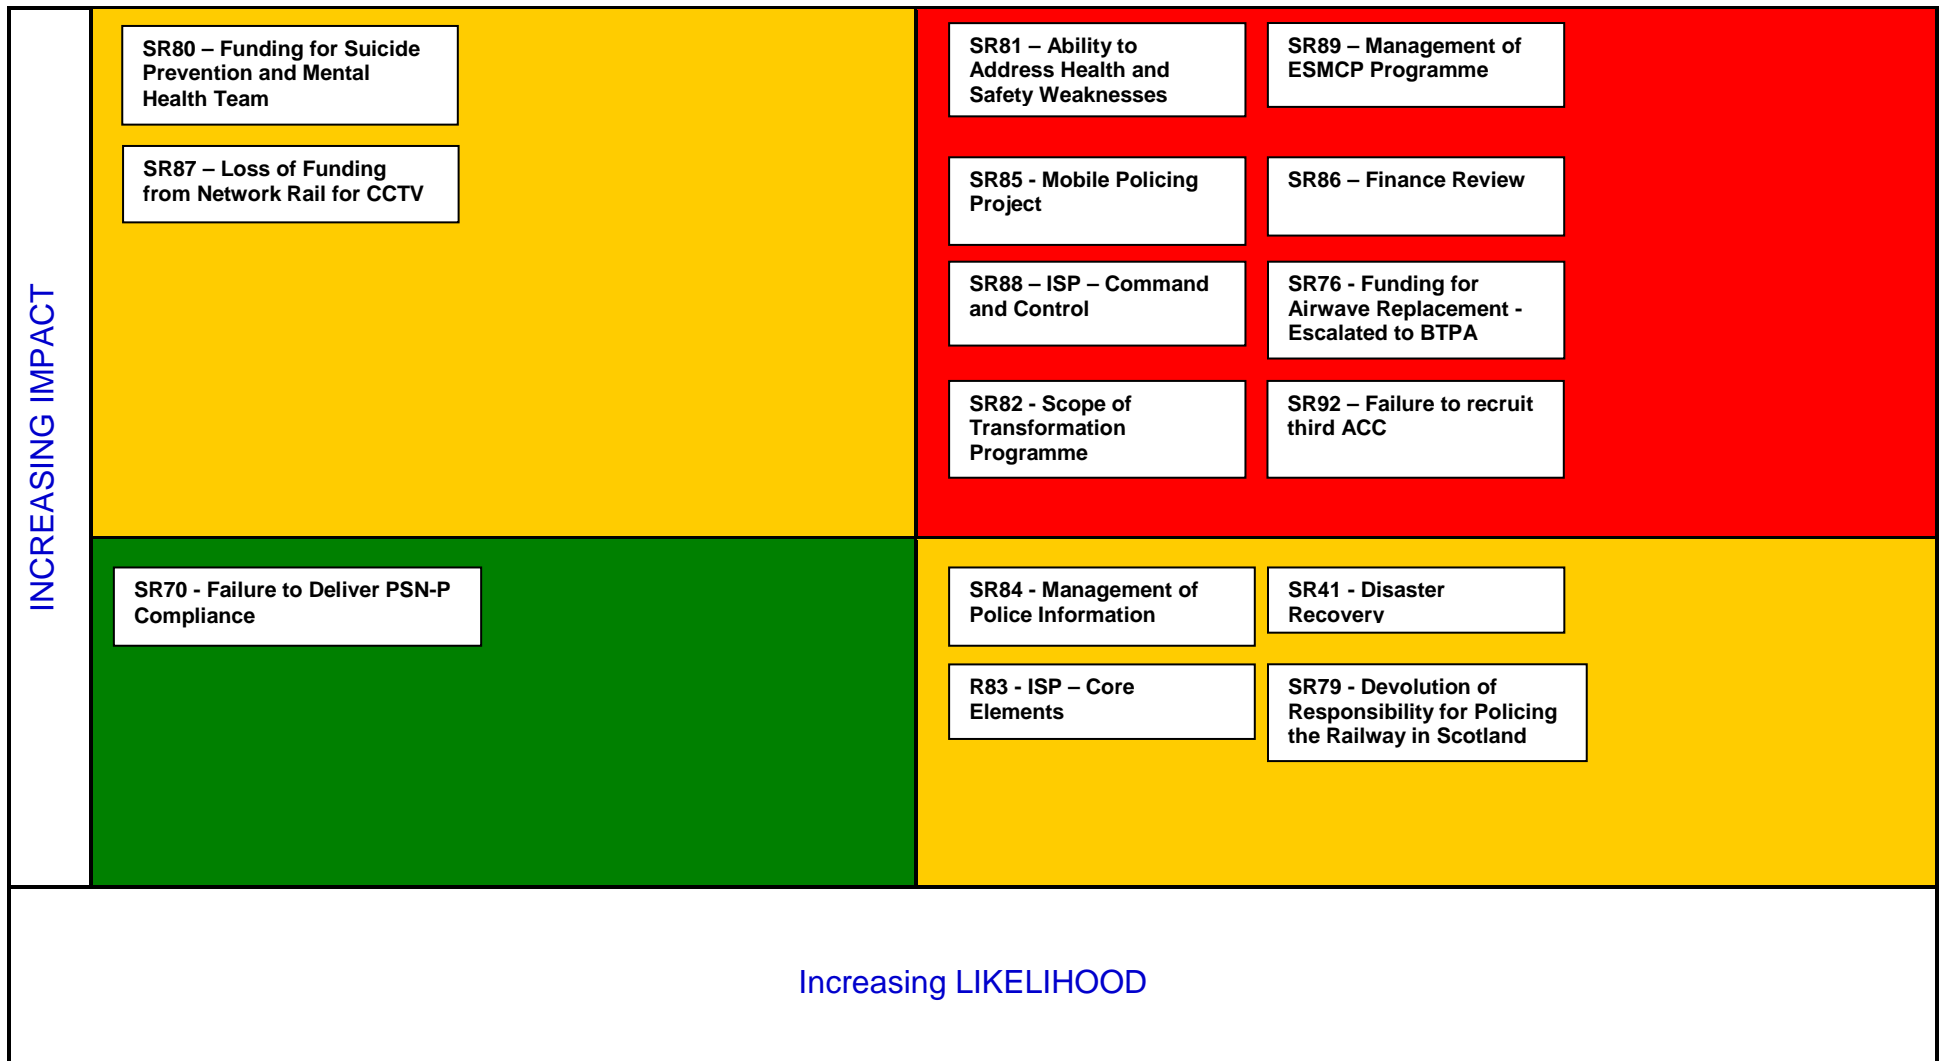 INCREASING IMPACT
SR80 – Funding for Suicide
Prevention and Mental
Health Team
SR87 – Loss of Funding
from Network Rail for CCTV
SR81 – Ability to
Address Health and
Safety Weaknesses
SR89 – Management of
ESMCP Programme
SR85 - Mobile Policing
Project
SR86 – Finance Review
SR88 – ISP – Command
and Control
SR76 - Funding for
Airwave Replacement -
Escalated to BTPA
SR82 - Scope of
Transformation
Programme
SR92 – Failure to recruit
third ACC
SR70 - Failure to Deliver PSN-P
Compliance
SR84 - Management of
Police Information
SR41 - Disaster
Recovery
R83 - ISP – Core
Elements
SR79 - Devolution of
Responsibility for Policing
the Railway in Scotland
Increasing LIKELIHOOD